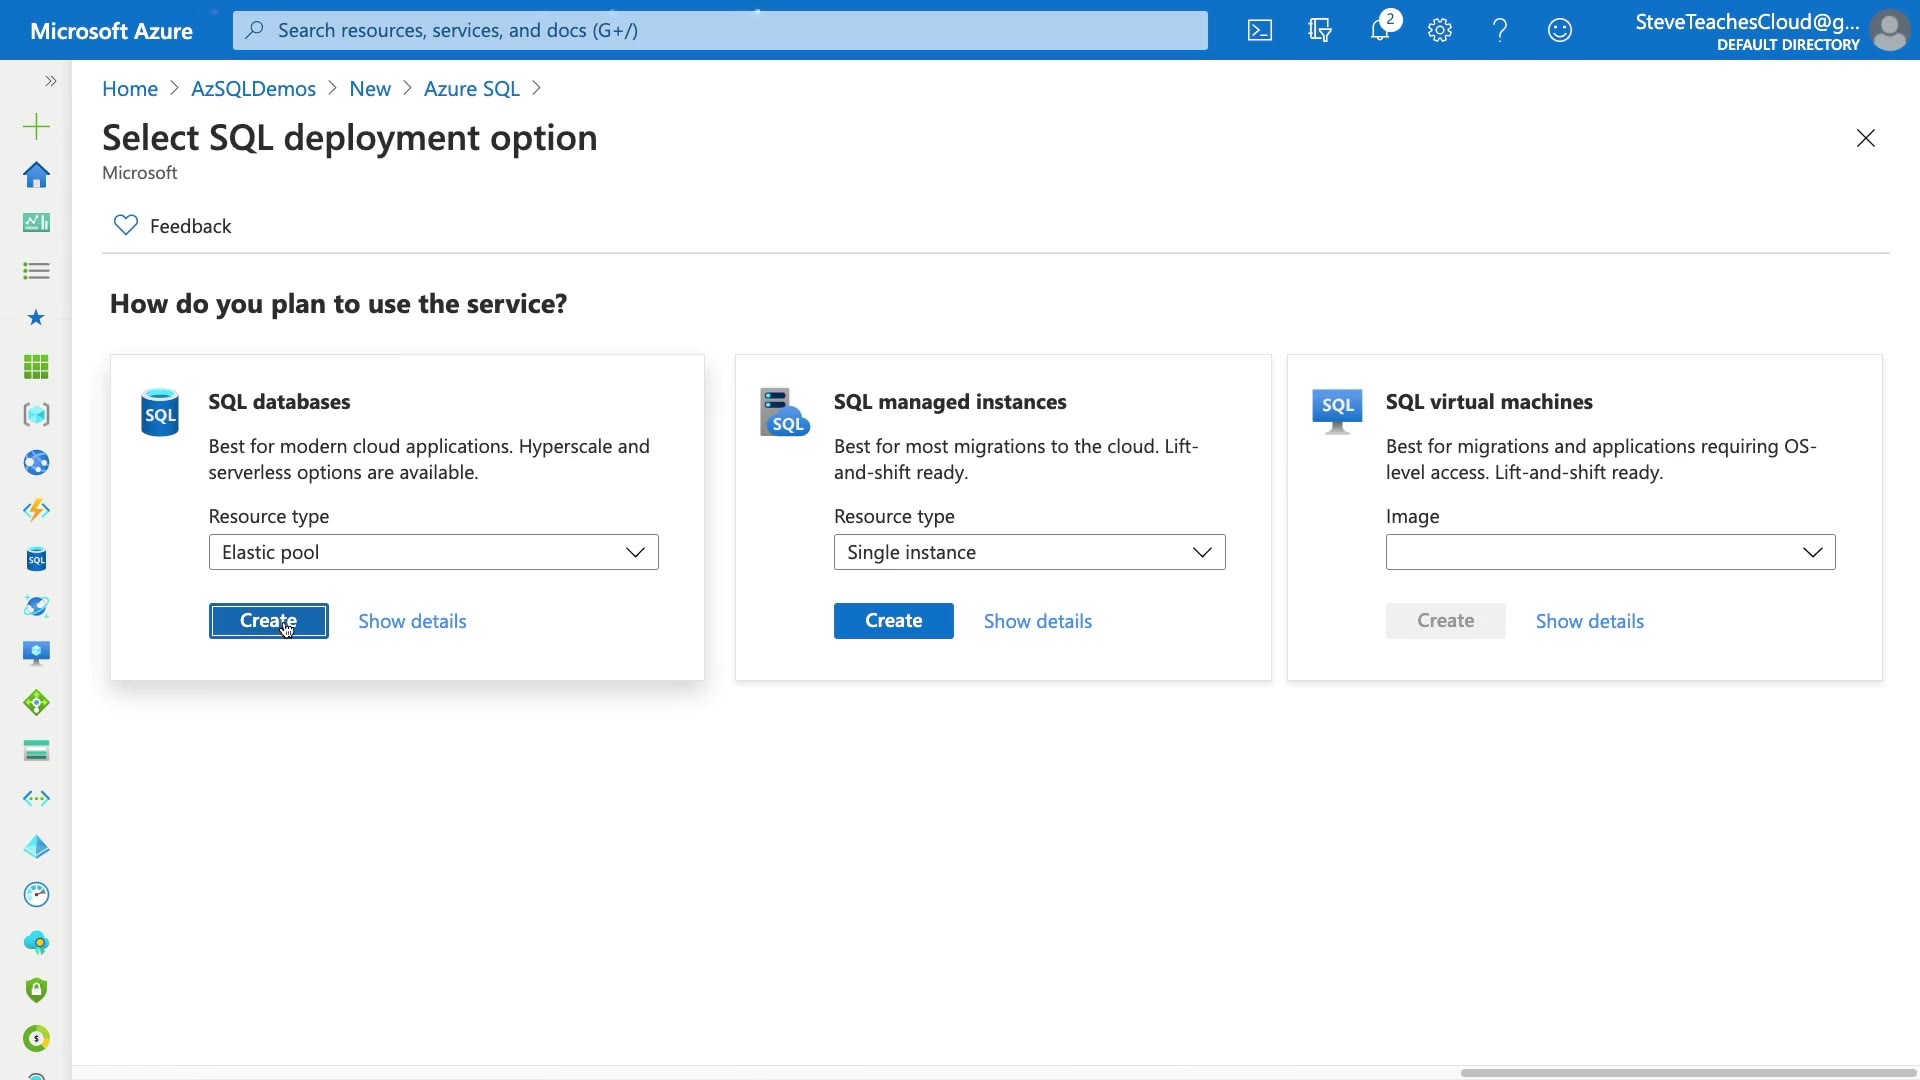 Microsoft Azure
Search resources, services, and docs (G+/)
2
SteveTeachesCloud@g...
DEFAULT DIRECTORY
Home > AzSQLDemos > New > Azure SQL >
Select SQL deployment option
Microsoft
Feedback
How do you plan to use the service?
SQL
SQL databases
Best for modern cloud applications. Hyperscale and
serverless options are available.
Resource type
Elastic pool
Create
Show details
SQL
SQL managed instances
Best for most migrations to the cloud. Lift-
and-shift ready.
Resource type
Single instance
Create
Show details
SQL
SQL virtual machines
Best for migrations and applications requiring OS-
level access. Lift-and-shift ready.
Image
Create
Show details
SQL